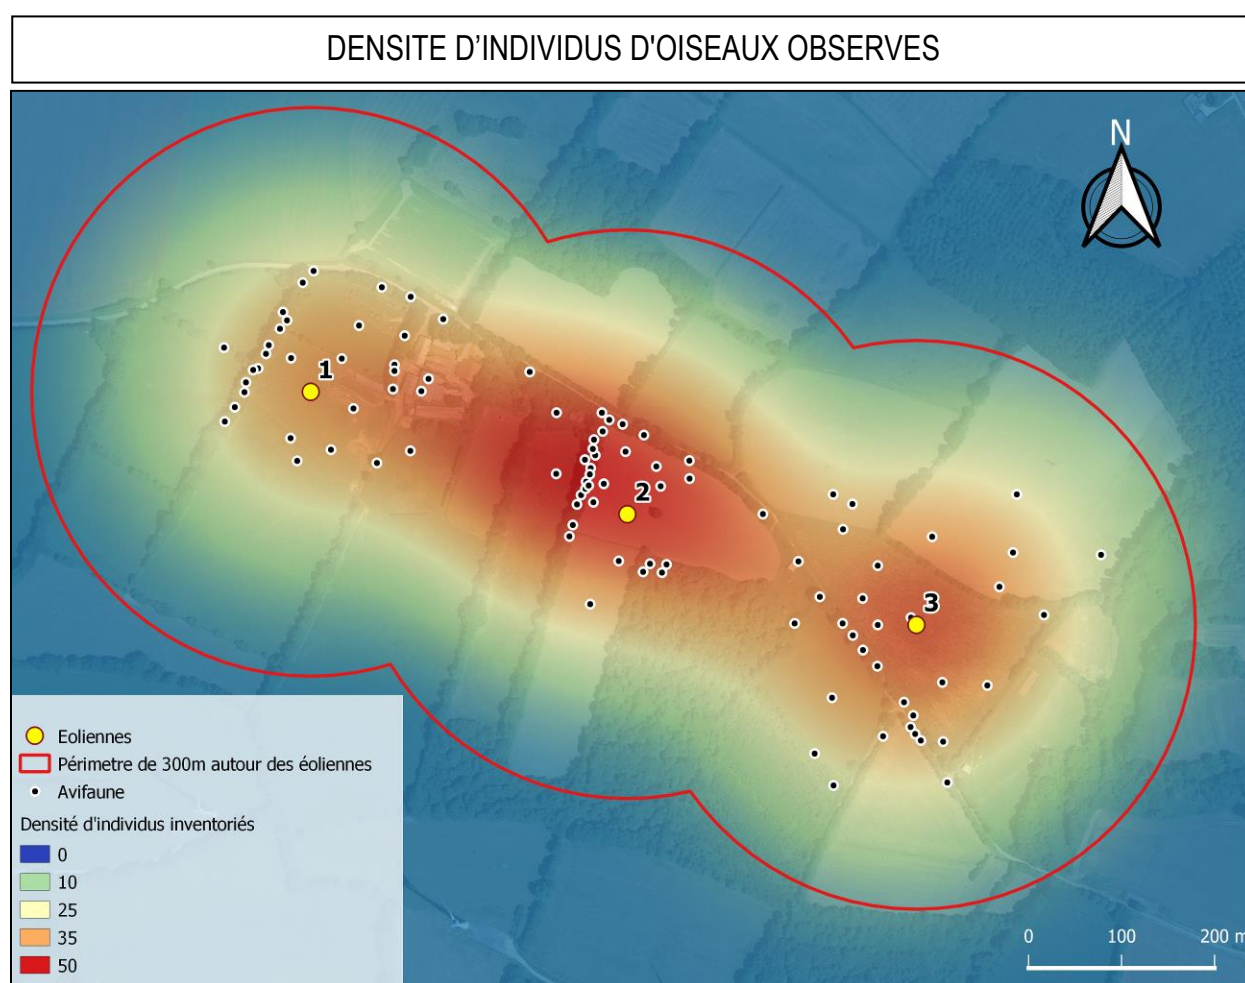 DENSITE D'INDIVIDUS D'OISEAUX OBSERVES
N
1
2
3
Eoliennes
Périmetre de 300m autour des éoliennes
Avifaune
Densité d'individus inventoriés
0
10
25
35
50
0 100 200 m